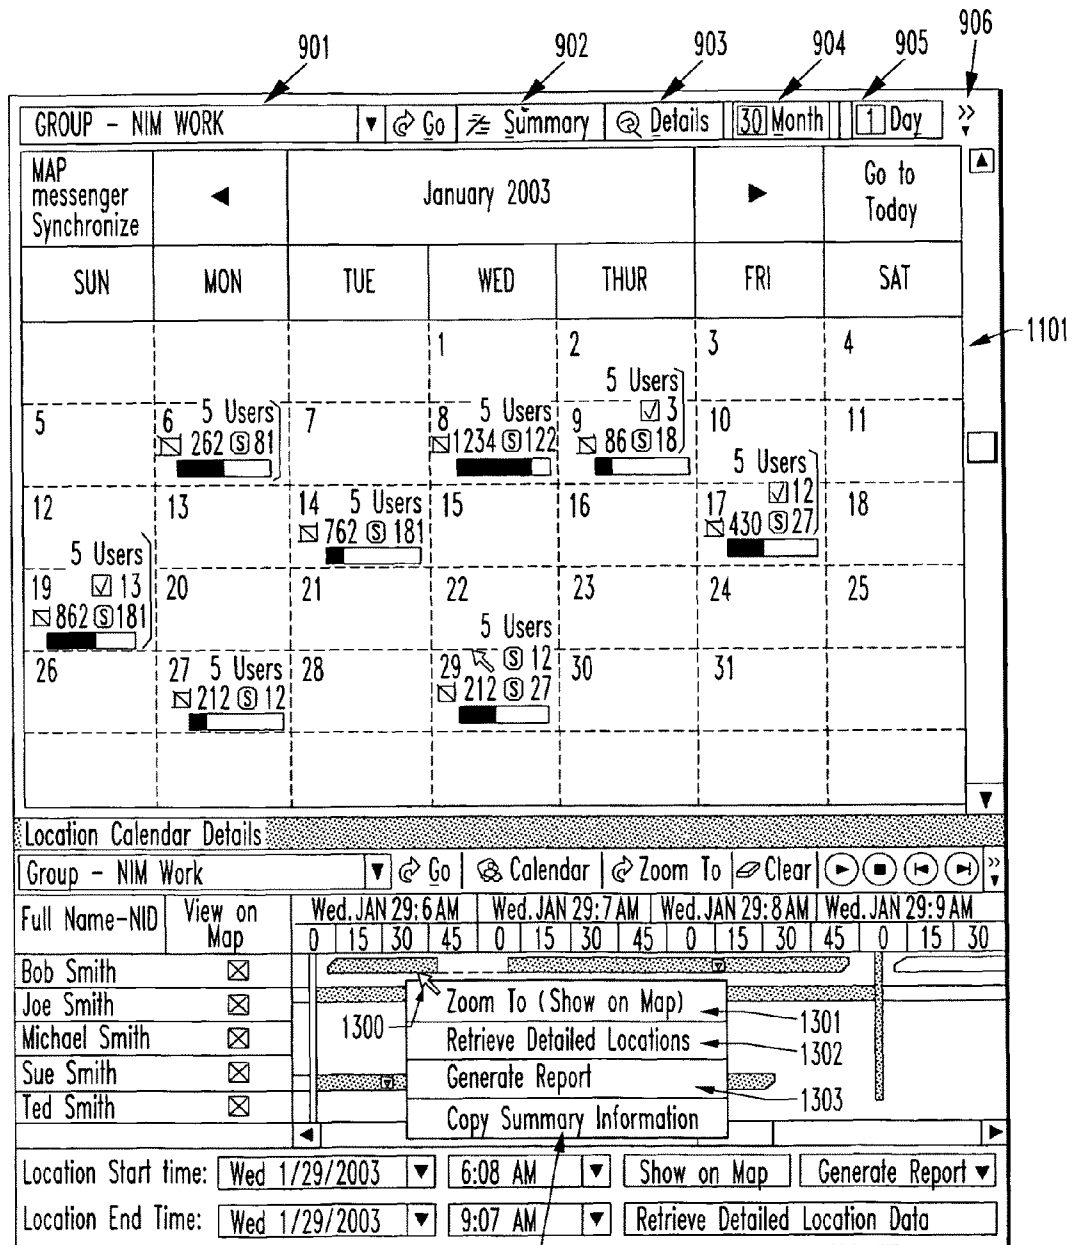 901 902 903 904 905 906
GROUP - NIM WORK Go Summary Details 30 Month 1 Day »
MAP messenger Synchronize January 2003 Go to Today
SUN MON TUE WED THUR FRI SAT
1101
1 2 3 4
5 Users
3
5 6 5 Users 7 8 5 Users 9 10 11
262 S 81 1234 S 122 86 S 18
5 Users
12
12 13 14 5 Users 15 16 17 18
762 S 181 430 S 27
5 Users
13
19 20 21 22 23 24 25
862 S 181
5 Users
S 12
26 27 5 Users 28 29 30 31
212 S 12 212 S 27
Location Calendar Details
Group - NIM Work Go Calendar Zoom To Clear »
Full Name-NID View on Map Wed. JAN 29:6 AM Wed. JAN 29:7 AM Wed. JAN 29:8 AM Wed. JAN 29:9 AM
0 15 30 45 0 15 30 45 0 15 30 45 0 15 30
Bob Smith
Joe Smith
Michael Smith
Sue Smith
Ted Smith
1300
Zoom To (Show on Map) 1301
Retrieve Detailed Locations 1302
Generate Report 1303
Copy Summary Information
Location Start time: Wed 1/29/2003 6:08 AM Show on Map Generate Report
Location End Time: Wed 1/29/2003 9:07 AM Retrieve Detailed Location Data